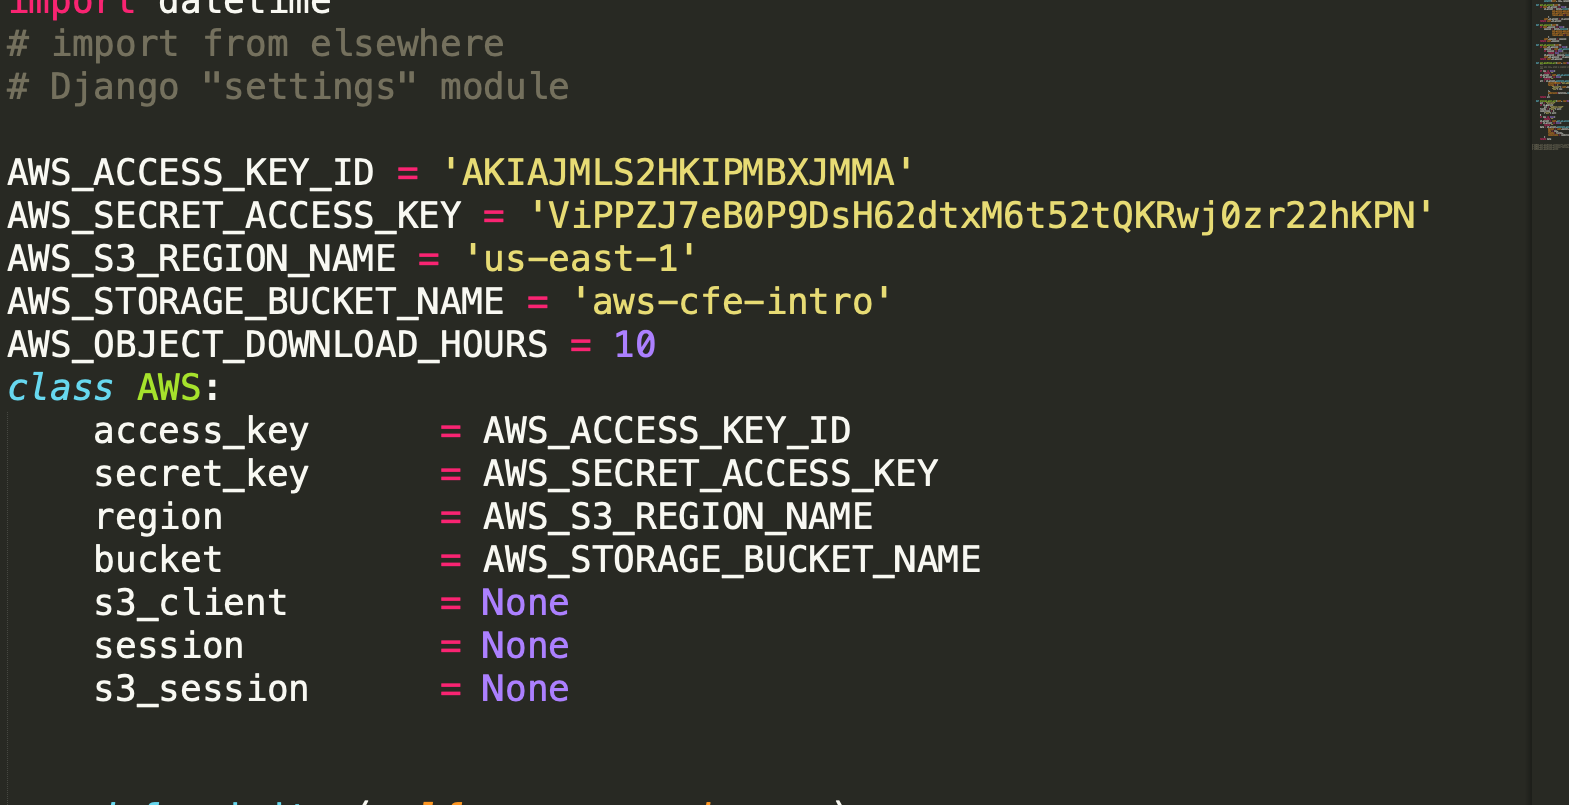 import datetime
# import from elsewhere
# Django "settings" module
AWS_ACCESS_KEY_ID = 'AKIAJMLS2HKIPMBXJMMA'
AWS_SECRET_ACCESS_KEY = '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'
AWS_S3_REGION_NAME = 'us-east-1'
AWS_STORAGE_BUCKET_NAME = 'aws-cfe-intro'
AWS_OBJECT_DOWNLOAD_HOURS = 10
class AWS:
access_key = AWS_ACCESS_KEY_ID
secret_key = AWS_SECRET_ACCESS_KEY
region = AWS_S3_REGION_NAME
bucket = AWS_STORAGE_BUCKET_NAME
s3_client = None
session = None
s3_session = None